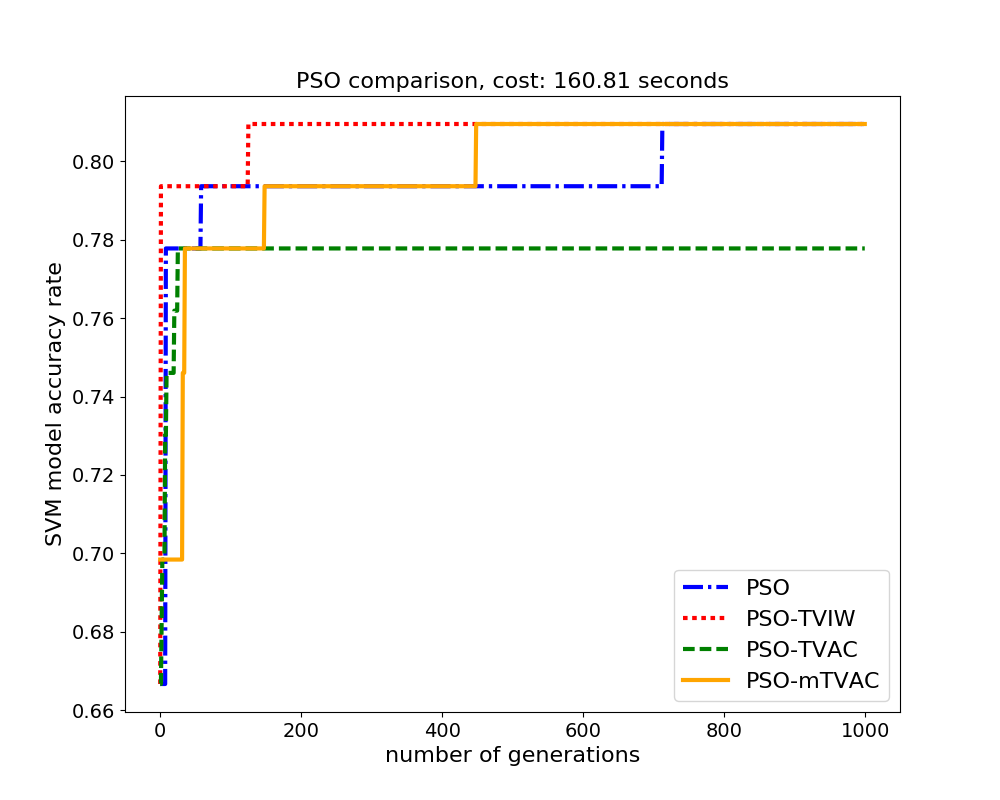 PSO comparison, cost: 160.81 seconds
SVM model accuracy rate
0.80
0.78
0.76
0.74
0.72
0.70
0.68
0.66
0
200
400
600
800
1000
number of generations
PSO
PSO-TVIW
PSO-TVAC
PSO-mTVAC